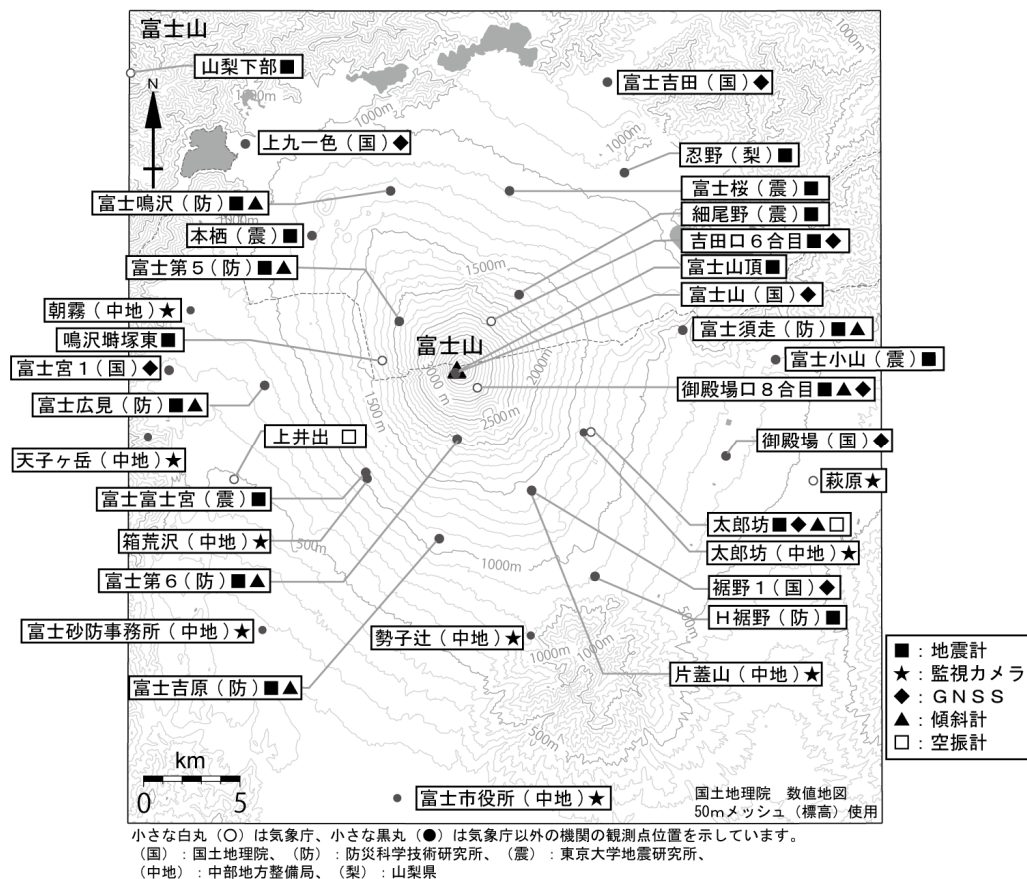 富士山
山梨下部■
富士吉田(国)◆
1000m
1000m
1000m
1000m
上九一色(国)◆
忍野(梨)■
N
富士鳴沢(防)■▲
富士桜(震)■
細尾野(震)■
1000m
本栖(震)■
吉田口6合目■◆
富士第5(防)■▲
1500m
富士山頂■
富士山(国)◆
朝霧(中地)★
鳴沢塒塚東■
富士山
富士須走(防)■▲
富士宮1(国)◆
富士小山(震)■
3000m
2000m
富士広見(防)■▲
御殿場口8合目■▲◆
1500m
2500m
上井出 □
御殿場(国)◆
天子ヶ岳(中地)★
萩原★
富士富士宮(震)■
太郎坊■◆▲□
箱荒沢(中地)★
500m
太郎坊(中地)★
1000m
富士第6(防)■▲
裾野1(国)◆
H裾野(防)■
500m
富士砂防事務所(中地)★
勢子辻(中地)★
1000m
1000m
富士吉原(防)■▲
片蓋山(中地)★
500m
■:地震計
★:監視カメラ
◆:GNSS
▲:傾斜計
□:空振計
km
0 5
富士市役所(中地)★
国土地理院 数値地図
50mメッシュ(標高)使用
小さな白丸(○)は気象庁、小さな黒丸(●)は気象庁以外の機関の観測点位置を示しています。
(国):国土地理院、(防):防災科学技術研究所、(震):東京大学地震研究所、
(中地):中部地方整備局、(梨):山梨県